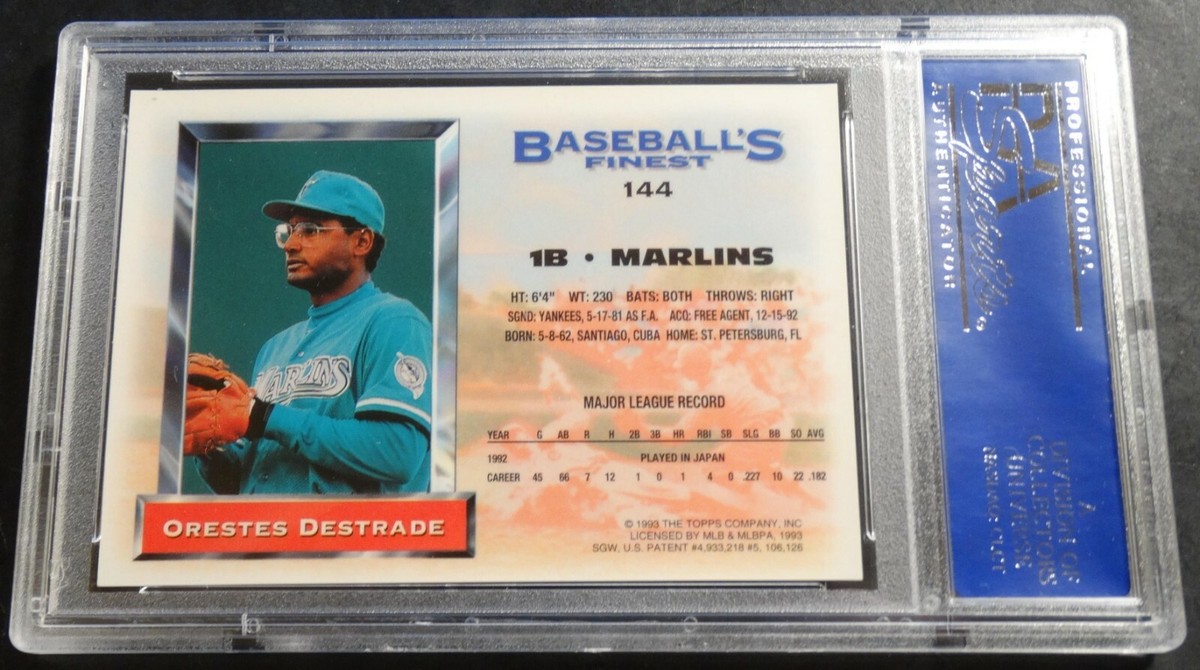 BASEBALL'S
FINEST
144
1B • MARLINS
HT: 6'4" WT: 230 BATS: BOTH THROWS: RIGHT
SGND: YANKEES, 5-17-81 AS F.A. ACQ: FREE AGENT, 12-15-92
BORN: 5-8-62, SANTIAGO, CUBA HOME: ST. PETERSBURG, FL
MAJOR LEAGUE RECORD
YEAR G AB R H 2B 3B HR RBI SB SLG BB SO AVG
1992 PLAYED IN JAPAN
CAREER 45 66 7 12 1 0 1 4 0 .227 10 22 .182
© 1993 THE TOPPS COMPANY, INC
LICENSED BY MLB & MLBPA, 1993
SGW, U.S. PATENT #4,933,218 #5, 106,126
MARLINS
ORESTES DESTRADE
PROFESSIONAL
PSA
AUTHENTICATOR
A
DIVISION OF
COLLECTORS
UNIVERSE